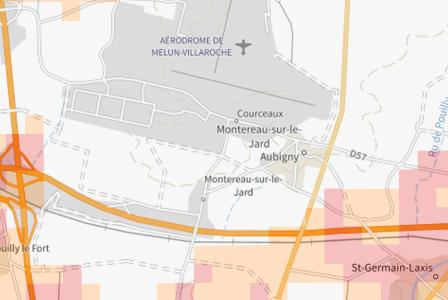 AÉRODROME DE
MELUN-VILLAROCHE
Courceaux
Montereau-sur-le-
Jard
Aubigny
D57
Ru de Pouilly
Montereau-sur-le-
Jard
ouilly le Fort
St-Germain-Laxis